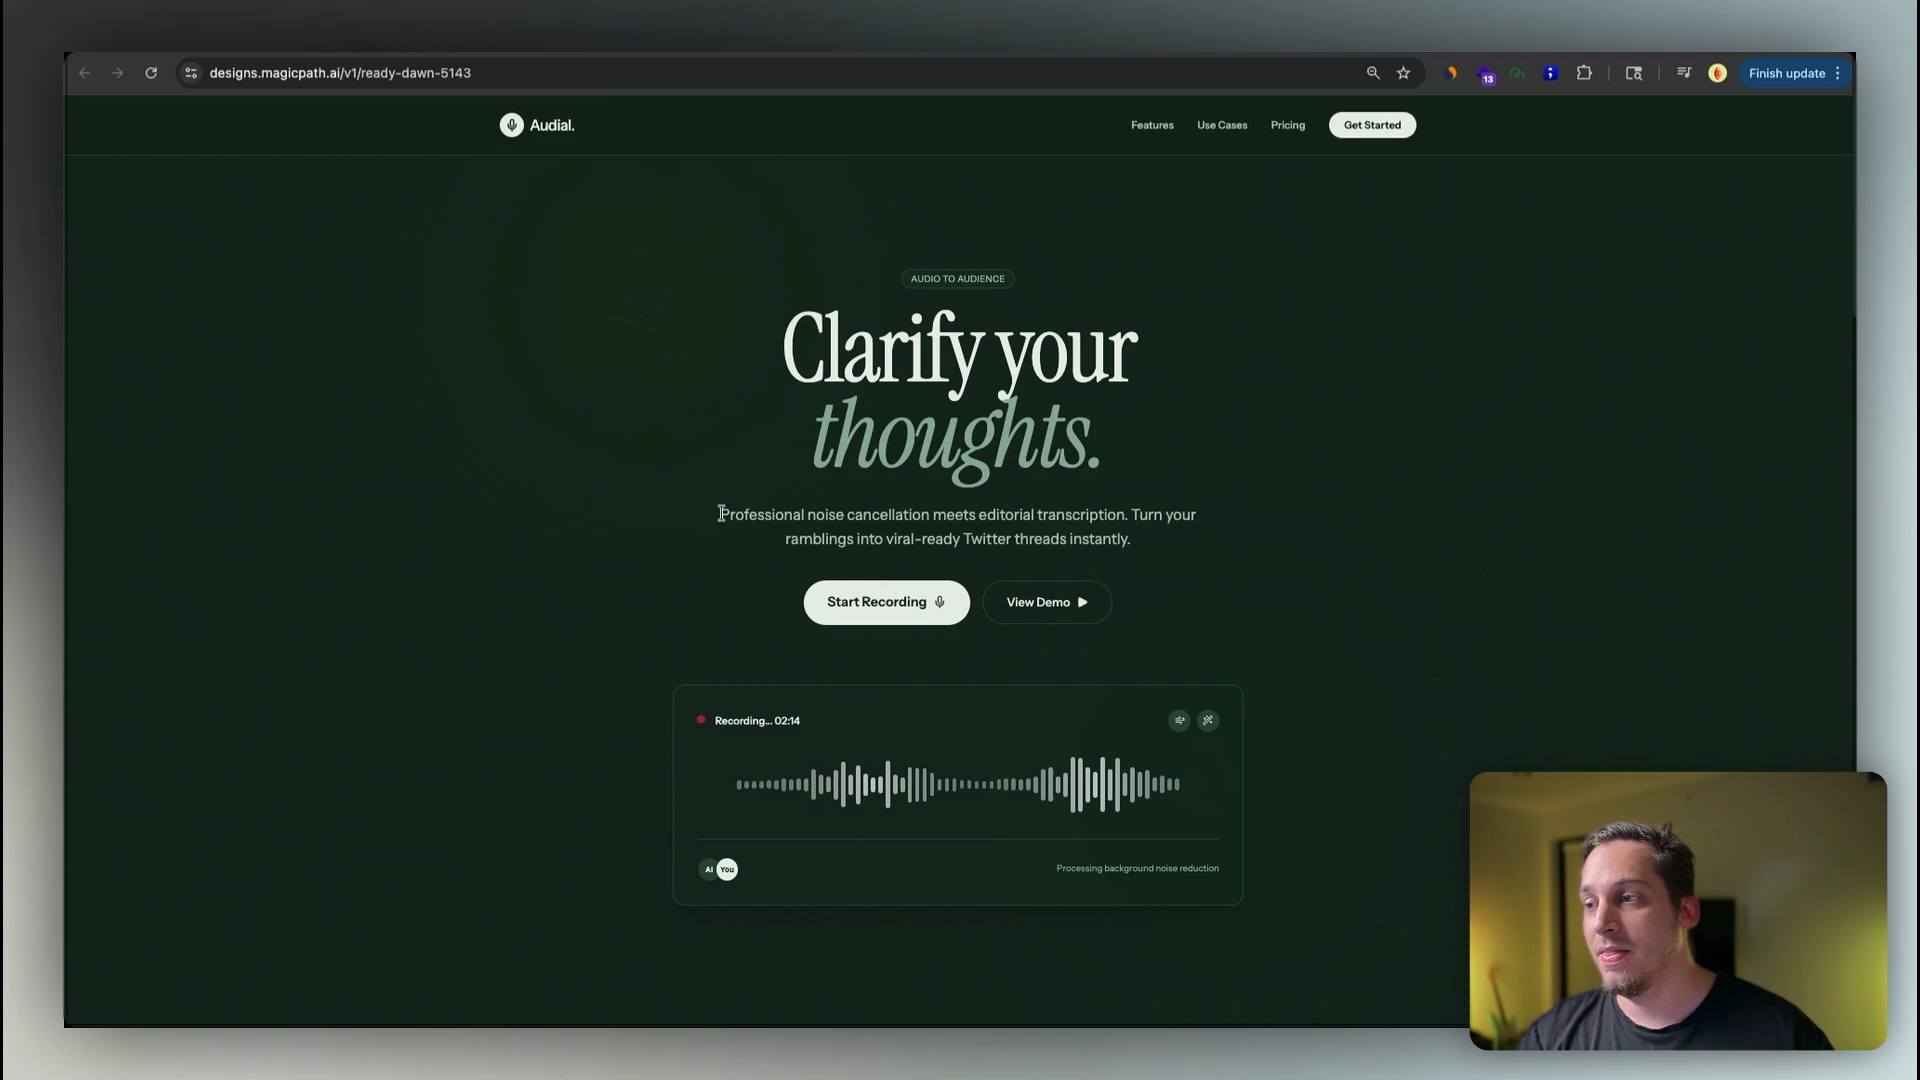 designs.magicpath.ai/v1/ready-dawn-5143
13
Finish update
Audial.
Features
Use Cases
Pricing
Get Started
AUDIO TO AUDIENCE
Clarify your
thoughts.
Professional noise cancellation meets editorial transcription. Turn your
ramblings into viral-ready Twitter threads instantly.
Start Recording
View Demo
Recording... 02:14
AI
You
Processing background noise reduction